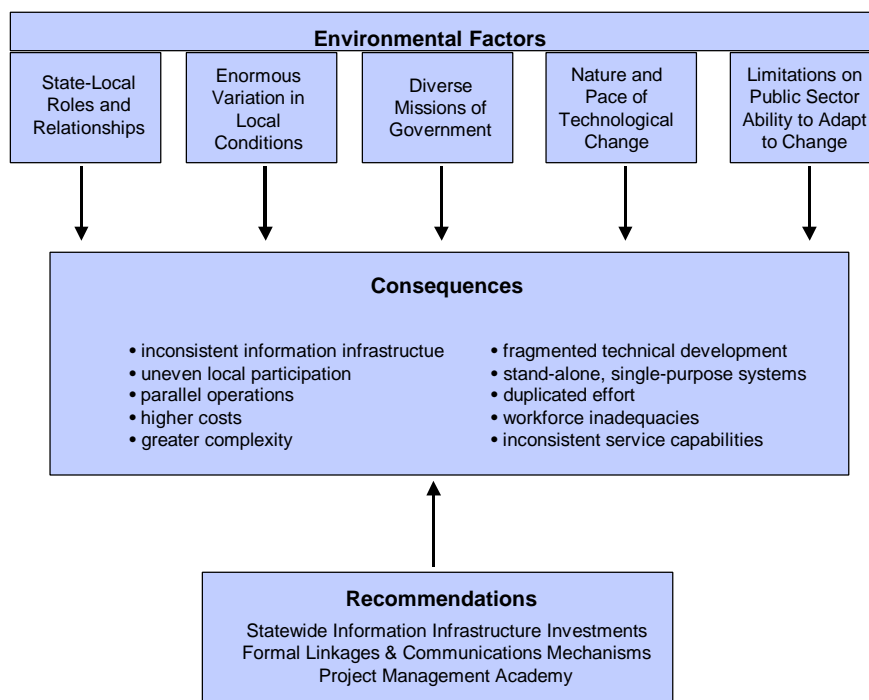 Environmental Factors
State-Local
Roles and
Relationships
Enormous
Variation in
Local
Conditions
Diverse
Missions of
Government
Nature and
Pace of
Technological
Change
Limitations on
Public Sector
Ability to Adapt
to Change
Consequences
• inconsistent information infrastructue
• uneven local participation
• parallel operations
• higher costs
• greater complexity
• fragmented technical development
• stand-alone, single-purpose systems
• duplicated effort
• workforce inadequacies
• inconsistent service capabilities
Recommendations
Statewide Information Infrastructure Investments
Formal Linkages & Communications Mechanisms
Project Management Academy